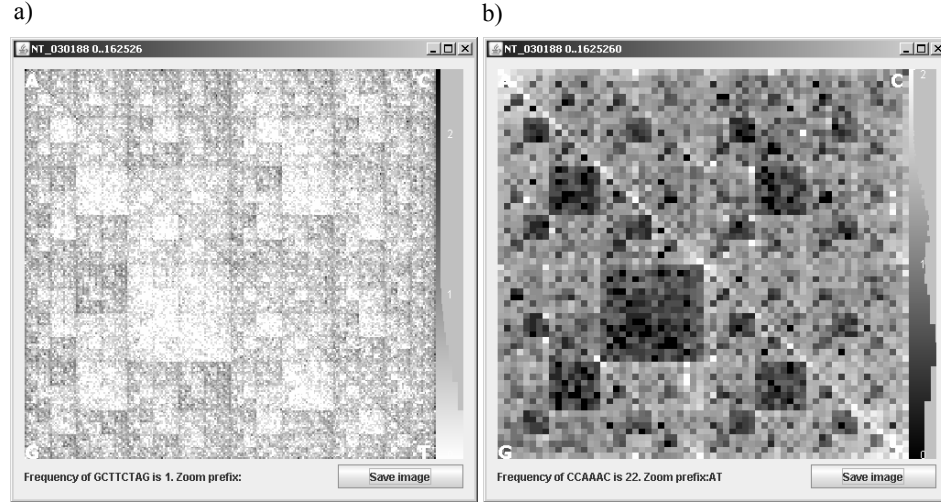 a)
b)
NT_030188 0..162526
NT_030188 0..1625260
A
C
2
1
G
T
A
C
2
1
0
G
T
Frequency of GCTTCTAG is 1. Zoom prefix:
Save image
Frequency of CCAAAC is 22. Zoom prefix:AT
Save image